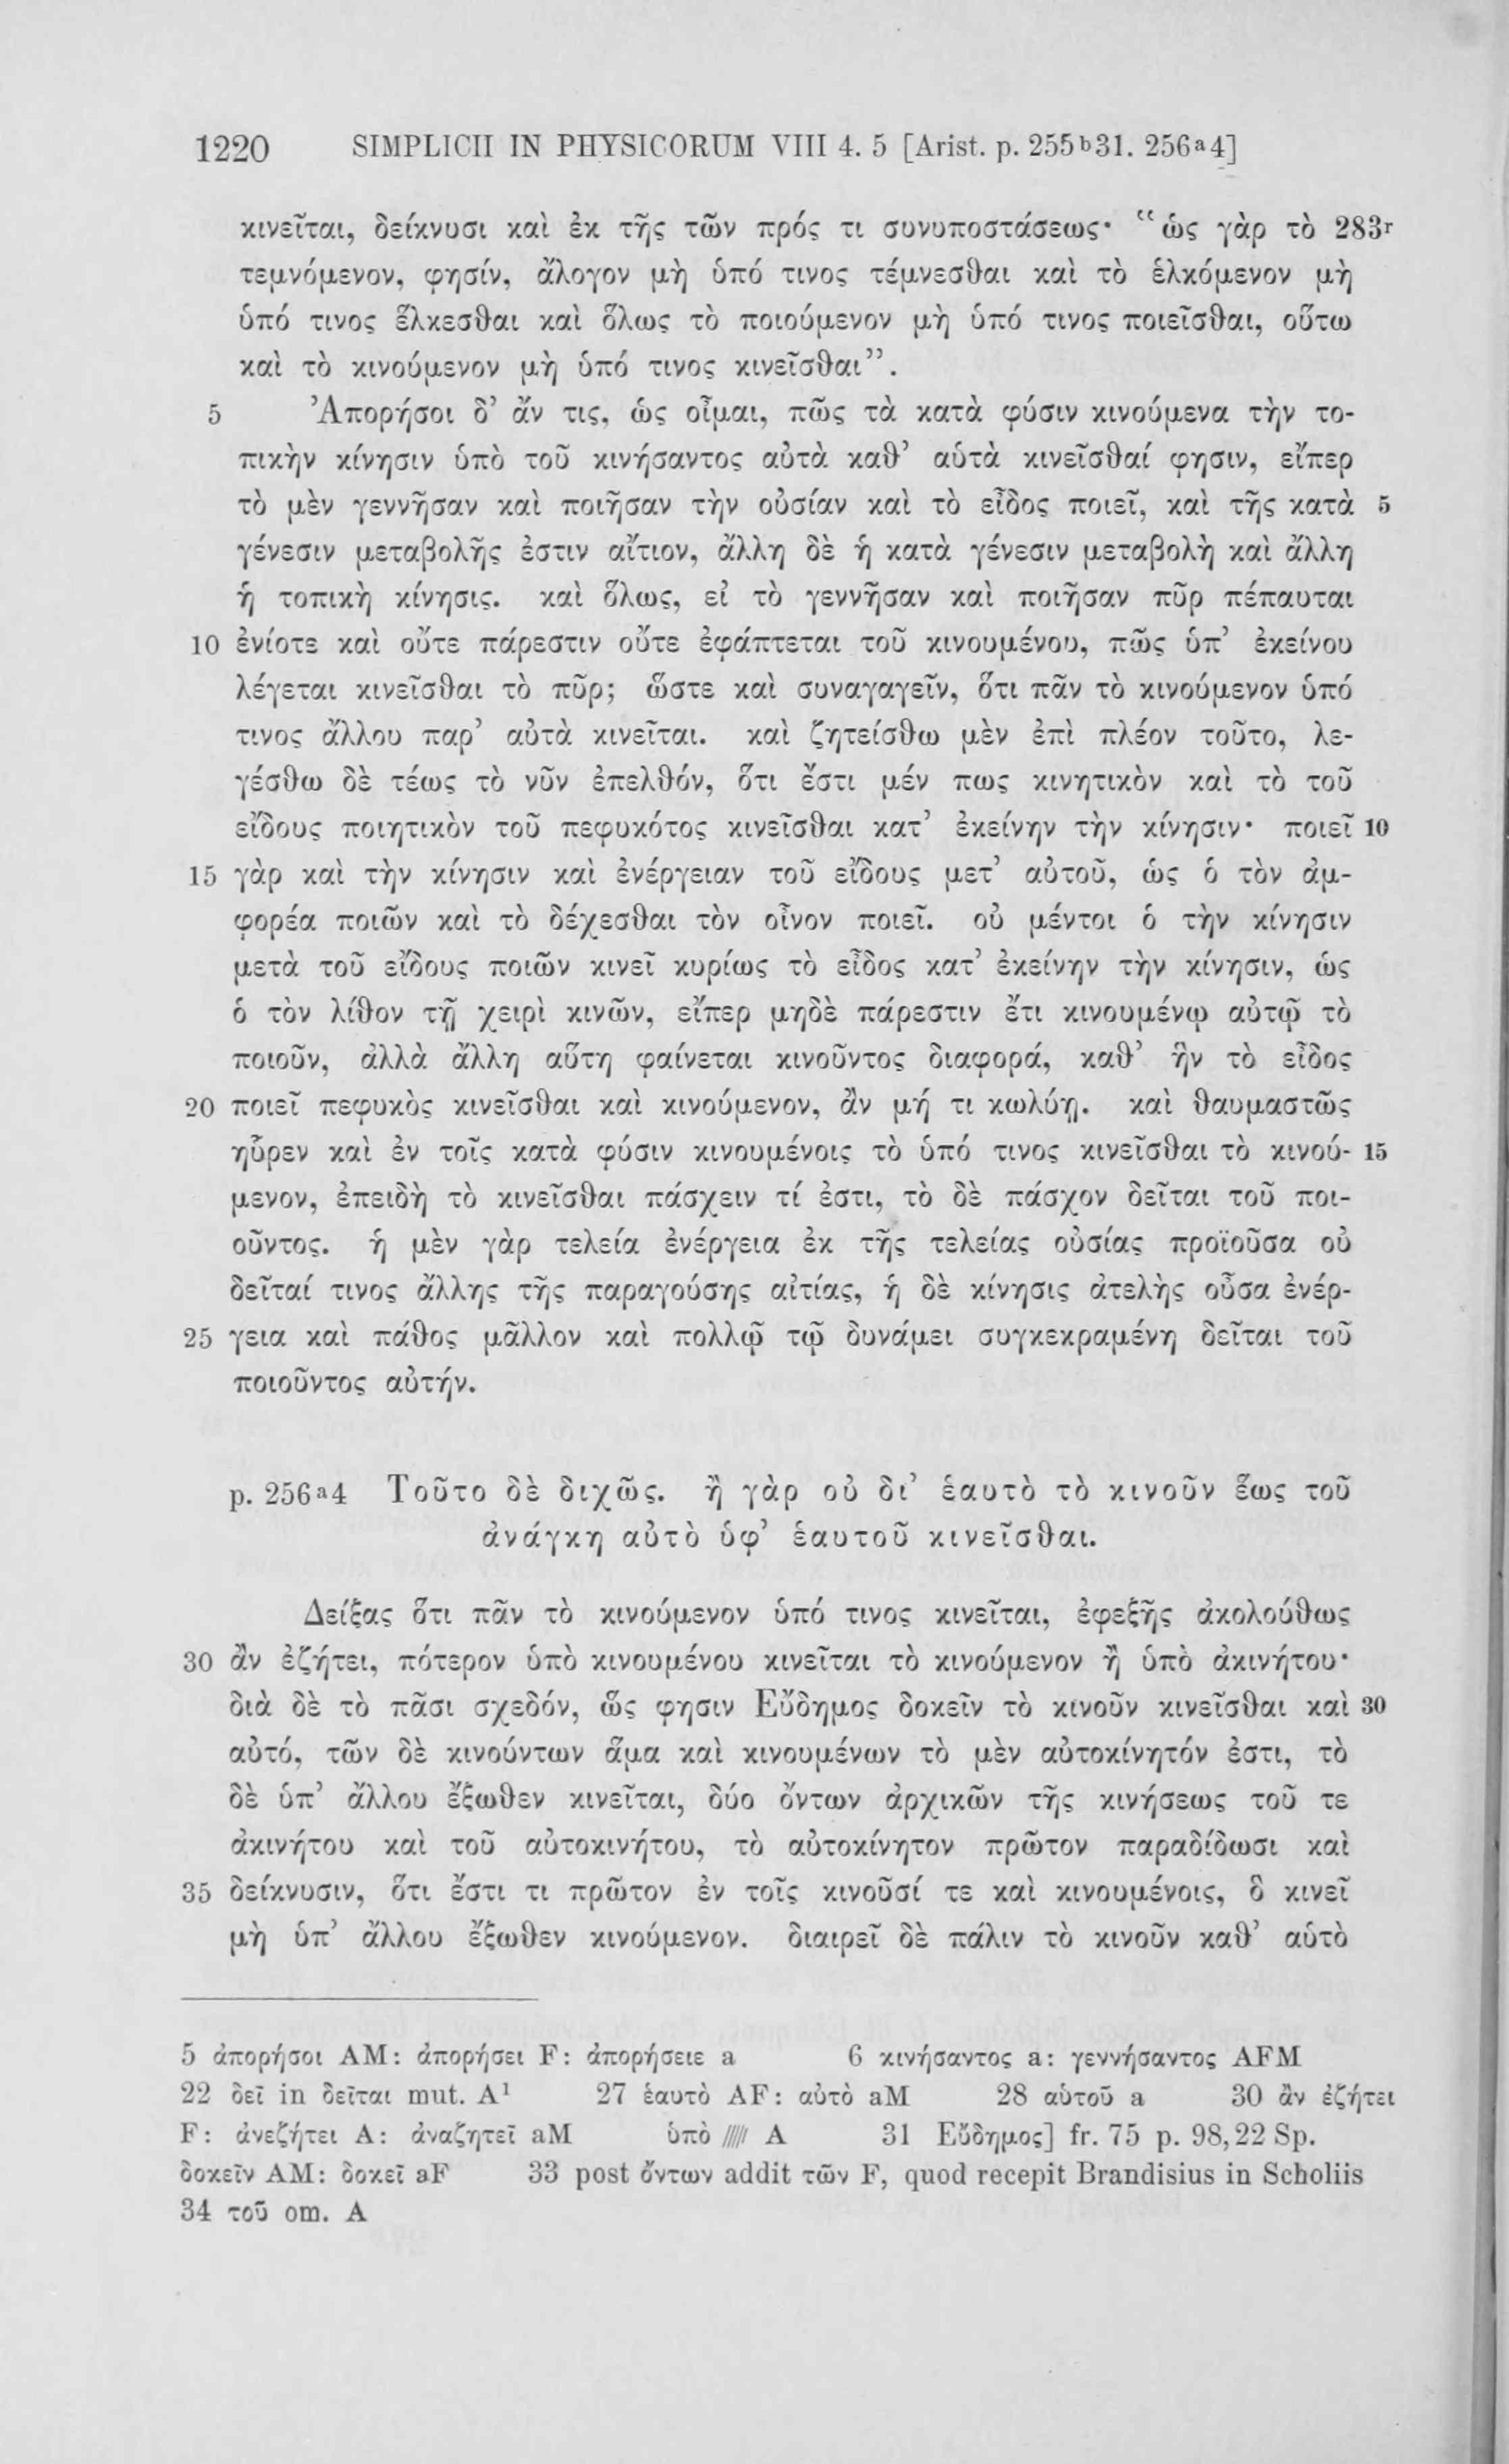 1220 SIMPLICII IN PHYSICORUM VIII 4. 5 [Arist. p. 255b31. 256a4]
κινεῖται, δείκνυσι καὶ ἐκ τῆς τῶν πρός τι συνυποστάσεως· “ὡς γὰρ τὸ 283r
τεμνόμενον, φησίν, ἄλογον μὴ ὑπό τινος τέμνεσθαι καὶ τὸ ἑλκόμενον μὴ
ὑπό τινος ἕλκεσθαι καὶ ὅλως τὸ ποιούμενον μὴ ὑπό τινος ποιεῖσθαι, οὕτω
καὶ τὸ κινούμενον μὴ ὑπό τινος κινεῖσθαι”.
5 Ἀπορήσοι δ’ ἄν τις, ὡς οἶμαι, πῶς τὰ κατὰ φύσιν κινούμενα τὴν το-
πικὴν κίνησιν ὑπὸ τοῦ κινήσαντος αὐτὰ καθ’ αὑτὰ κινεῖσθαί φησιν, εἴπερ
τὸ μὲν γεννῆσαν καὶ ποιῆσαν τὴν οὐσίαν καὶ τὸ εἶδος ποιεῖ, καὶ τῆς κατὰ 5
γένεσιν μεταβολῆς ἐστιν αἴτιον, ἄλλη δὲ ἡ κατὰ γένεσιν μεταβολὴ καὶ ἄλλη
ἡ τοπικὴ κίνησις. καὶ ὅλως, εἰ τὸ γεννῆσαν καὶ ποιῆσαν πῦρ πέπαυται
10 ἐνίοτε καὶ οὔτε πάρεστιν οὔτε ἐφάπτεται τοῦ κινουμένου, πῶς ὑπ’ ἐκείνου
λέγεται κινεῖσθαι τὸ πῦρ; ὥστε καὶ συναγαγεῖν, ὅτι πᾶν τὸ κινούμενον ὑπό
τινος ἄλλου παρ’ αὐτὰ κινεῖται. καὶ ζητείσθω μὲν ἐπὶ πλέον τοῦτο, λε-
γέσθω δὲ τέως τὸ νῦν ἐπελθόν, ὅτι ἔστι μέν πως κινητικὸν καὶ τὸ τοῦ
εἴδους ποιητικὸν τοῦ πεφυκότος κινεῖσθαι κατ’ ἐκείνην τὴν κίνησιν· ποιεῖ 10
15 γὰρ καὶ τὴν κίνησιν καὶ ἐνέργειαν τοῦ εἴδους μετ’ αὐτοῦ, ὡς ὁ τὸν ἀμ-
φορέα ποιῶν καὶ τὸ δέχεσθαι τὸν οἶνον ποιεῖ. οὐ μέντοι ὁ τὴν κίνησιν
μετὰ τοῦ εἴδους ποιῶν κινεῖ κυρίως τὸ εἶδος κατ’ ἐκείνην τὴν κίνησιν, ὡς
ὁ τὸν λίθον τῇ χειρὶ κινῶν, εἴπερ μηδὲ πάρεστιν ἔτι κινουμένῳ αὐτῷ τὸ
ποιοῦν, ἀλλὰ ἄλλη αὕτη φαίνεται κινοῦντος διαφορά, καθ’ ἣν τὸ εἶδος
20 ποιεῖ πεφυκὸς κινεῖσθαι καὶ κινούμενον, ἂν μή τι κωλύῃ. καὶ θαυμαστῶς
ηὗρεν καὶ ἐν τοῖς κατὰ φύσιν κινουμένοις τὸ ὑπό τινος κινεῖσθαι τὸ κινού- 15
μενον, ἐπειδὴ τὸ κινεῖσθαι πάσχειν τί ἐστι, τὸ δὲ πάσχον δεῖται τοῦ ποι-
οῦντος. ἡ μὲν γὰρ τελεία ἐνέργεια ἐκ τῆς τελείας οὐσίας προϊοῦσα οὐ
δεῖταί τινος ἄλλης τῆς παραγούσης αἰτίας, ἡ δὲ κίνησις ἀτελὴς οὖσα ἐνέρ-
25 γεια καὶ πάθος μᾶλλον καὶ πολλῷ τῷ δυνάμει συγκεκραμένη δεῖται τοῦ
ποιοῦντος αὐτήν.
p. 256a4 Τοῦτο δὲ διχῶς. ἢ γὰρ οὐ δι’ ἑαυτὸ τὸ κινοῦν ἕως τοῦ
ἀνάγκη αὐτὸ ὑφ’ ἑαυτοῦ κινεῖσθαι.
Δείξας ὅτι πᾶν τὸ κινούμενον ὑπό τινος κινεῖται, ἐφεξῆς ἀκολούθως
30 ἂν ἐζήτει, πότερον ὑπὸ κινουμένου κινεῖται τὸ κινούμενον ἢ ὑπὸ ἀκινήτου·
διὰ δὲ τὸ πᾶσι σχεδόν, ὥς φησιν Εὔδημος δοκεῖν τὸ κινοῦν κινεῖσθαι καὶ 30
αὐτό, τῶν δὲ κινούντων ἅμα καὶ κινουμένων τὸ μὲν αὐτοκίνητόν ἐστι, τὸ
δὲ ὑπ’ ἄλλου ἔξωθεν κινεῖται, δύο ὄντων ἀρχικῶν τῆς κινήσεως τοῦ τε
ἀκινήτου καὶ τοῦ αὐτοκινήτου, τὸ αὐτοκίνητον πρῶτον παραδίδωσι καὶ
35 δείκνυσιν, ὅτι ἔστι τι πρῶτον ἐν τοῖς κινοῦσί τε καὶ κινουμένοις, ὃ κινεῖ
μὴ ὑπ’ ἄλλου ἔξωθεν κινούμενον. διαιρεῖ δὲ πάλιν τὸ κινοῦν καθ’ αὑτὸ
5 ἀπορήσοι AM: ἀπορήσει F: ἀπορήσειε a 6 κινήσαντος a: γεννήσαντος AFM
22 δεῖ in δεῖται mut. A1 27 ἑαυτὸ AF: αὑτὸ aM 28 αὑτοῦ a 30 ἂν ἐζήτει
F: ἀνεζήτει A: ἀναζητεῖ aM ὑπὸ ///// A 31 Εὔδημος] fr. 75 p. 98,22 Sp.
δοκεῖν AM: δοκεῖ aF 33 post ὄντων addit τῶν F, quod recepit Brandisius in Scholiis
34 τοῦ om. A